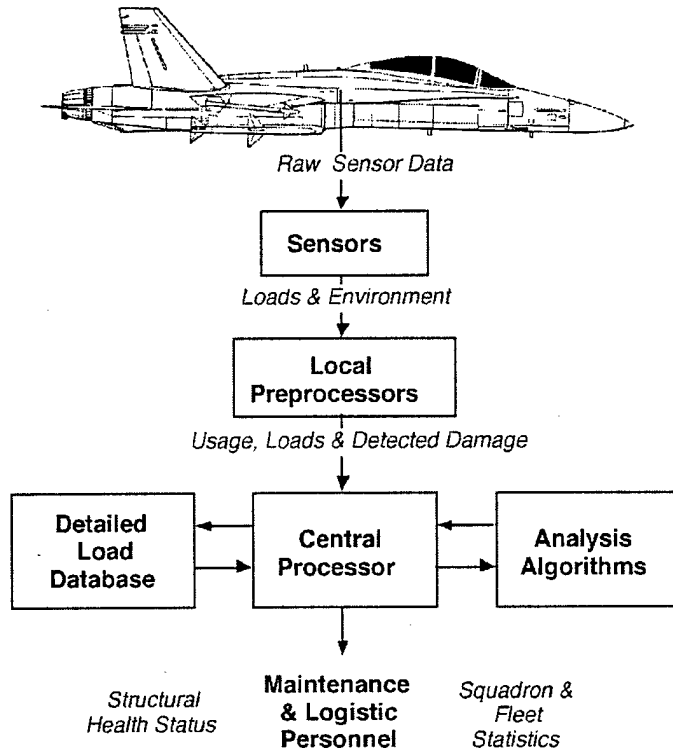 Raw Sensor Data
Sensors
Loads & Environment
Local
Preprocessors
Usage, Loads & Detected Damage
Detailed
Load
Database
Central
Processor
Analysis
Algorithms
Structural
Health Status
Maintenance
& Logistic
Personnel
Squadron &
Fleet
Statistics